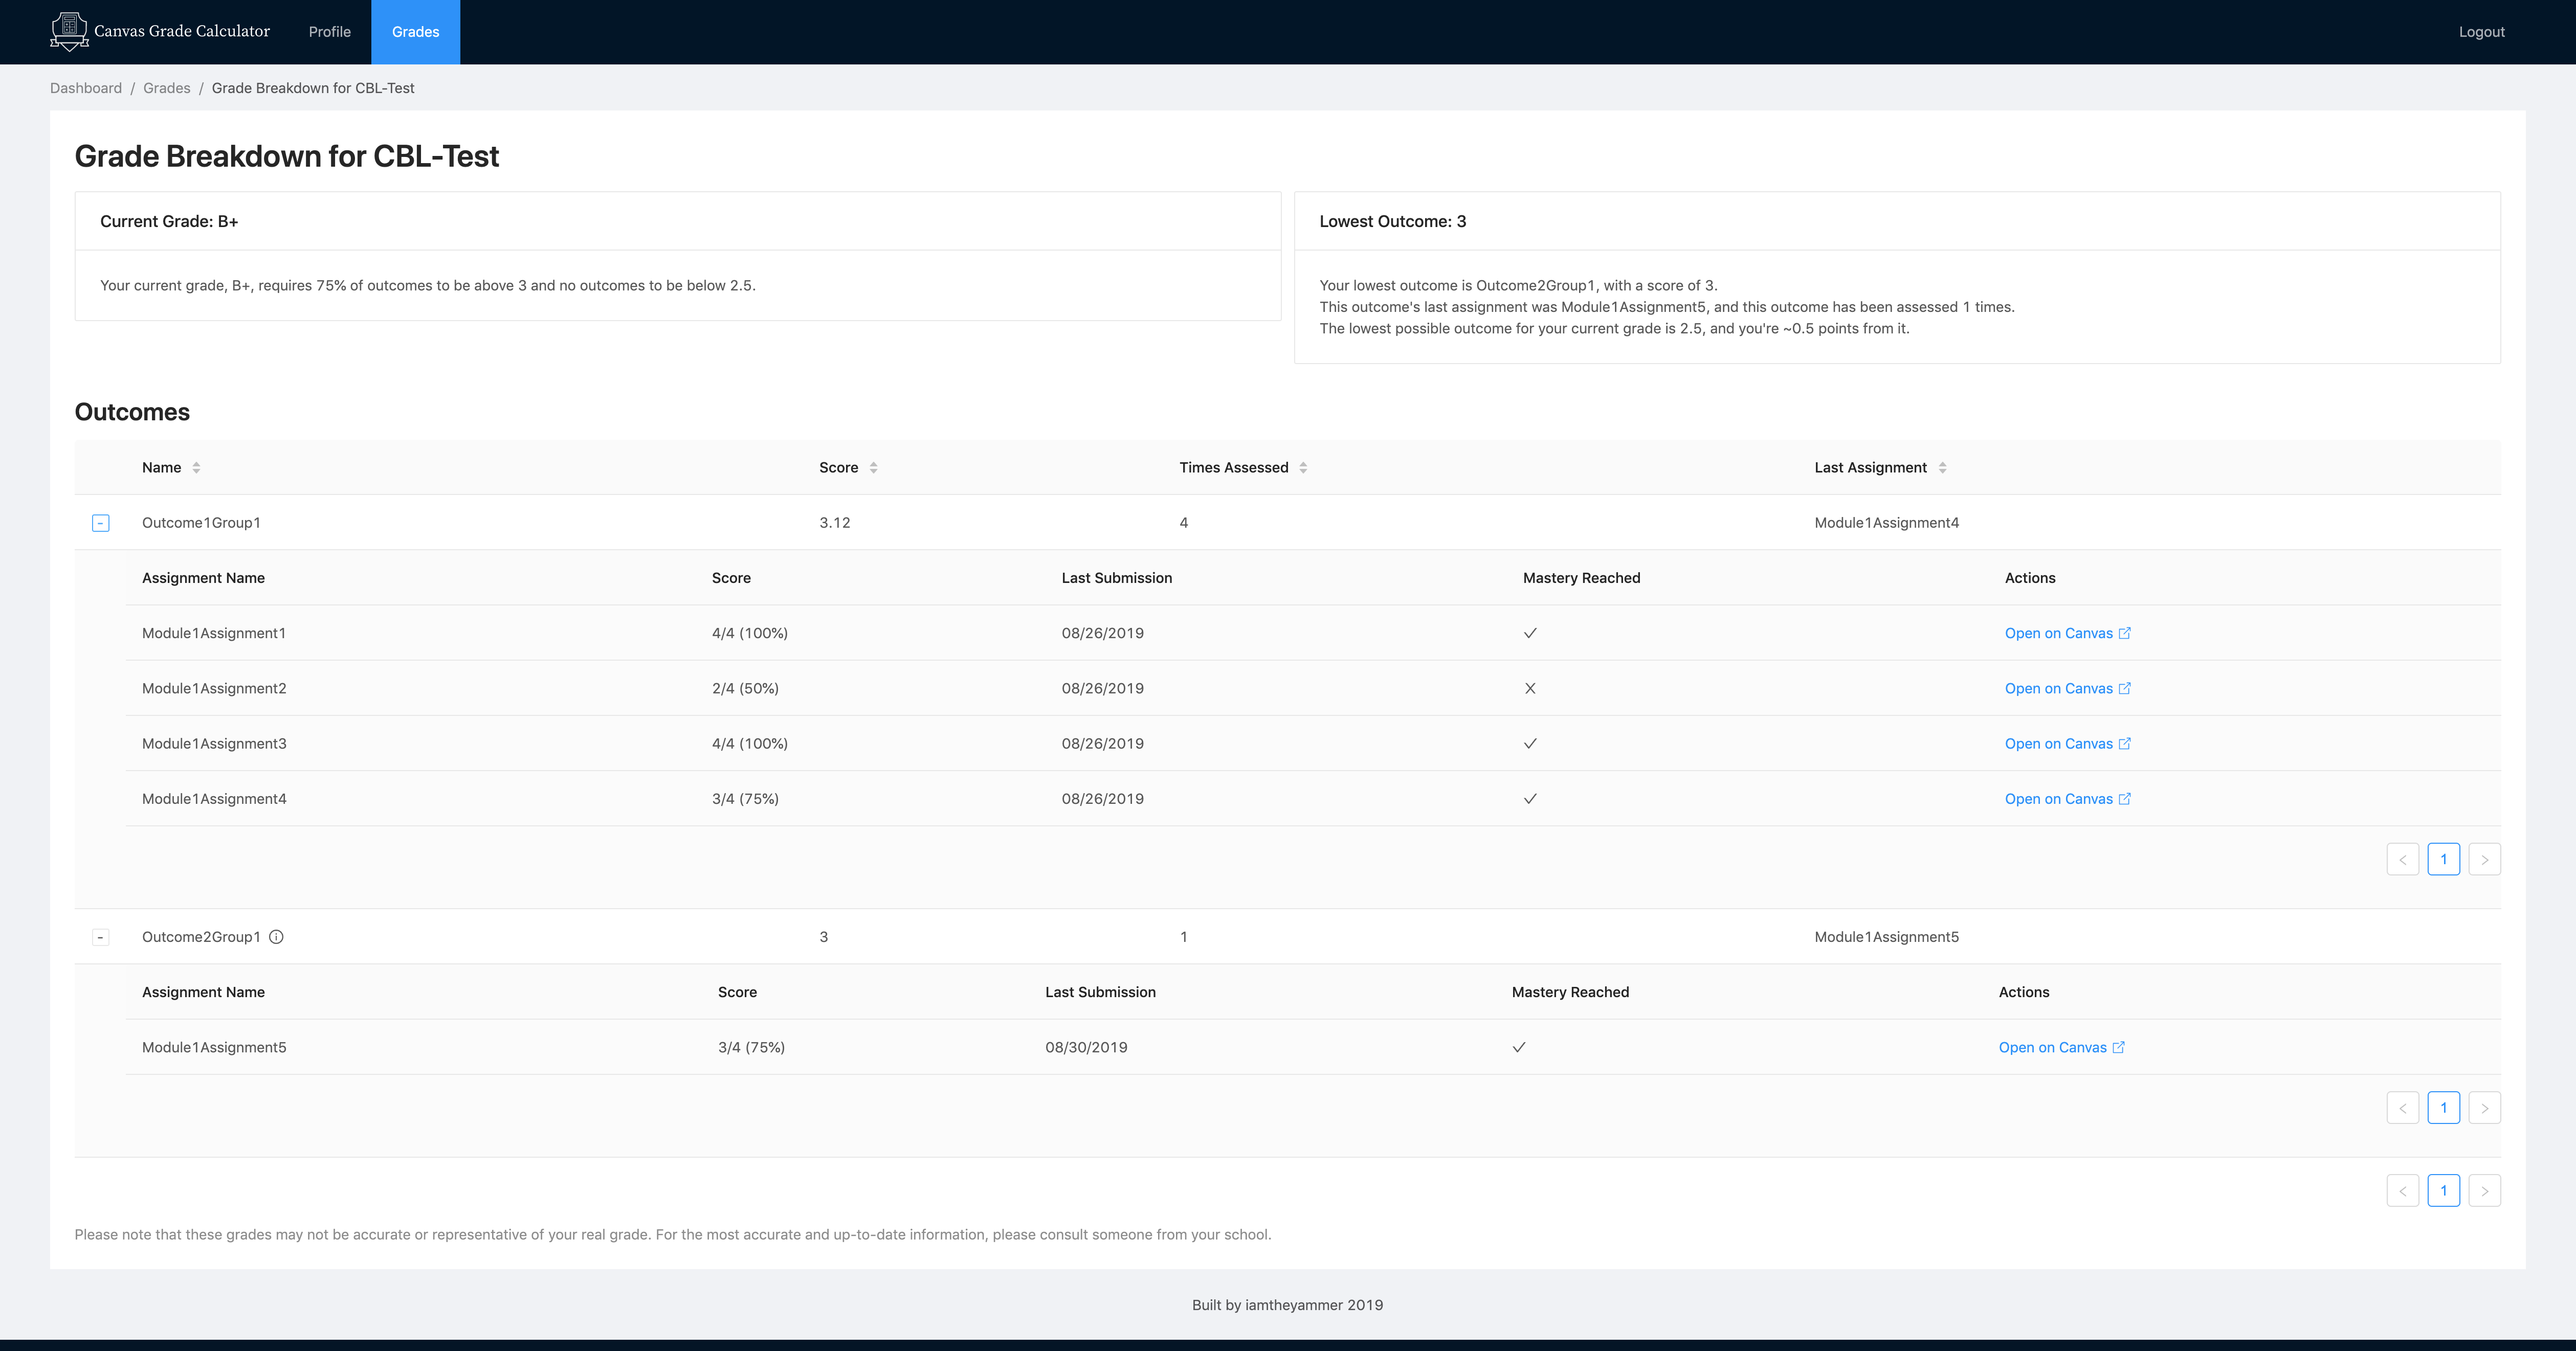 Canvas Grade Calculator Profile Grades Logout
Dashboard / Grades / Grade Breakdown for CBL-Test
Grade Breakdown for CBL-Test
Current Grade: B+
Your current grade, B+, requires 75% of outcomes to be above 3 and no outcomes to be below 2.5.
Lowest Outcome: 3
Your lowest outcome is Outcome2Group1, with a score of 3.
This outcome's last assignment was Module1Assignment5, and this outcome has been assessed 1 times.
The lowest possible outcome for your current grade is 2.5, and you're ~0.5 points from it.
Outcomes
Name Score Times Assessed Last Assignment
Outcome1Group1 3.12 4 Module1Assignment4
Assignment Name Score Last Submission Mastery Reached Actions
Module1Assignment1 4/4 (100%) 08/26/2019 Open on Canvas
Module1Assignment2 2/4 (50%) 08/26/2019 Open on Canvas
Module1Assignment3 4/4 (100%) 08/26/2019 Open on Canvas
Module1Assignment4 3/4 (75%) 08/26/2019 Open on Canvas
< 1 >
Outcome2Group1 3 1 Module1Assignment5
Assignment Name Score Last Submission Mastery Reached Actions
Module1Assignment5 3/4 (75%) 08/30/2019 Open on Canvas
< 1 >
< 1 >
Please note that these grades may not be accurate or representative of your real grade. For the most accurate and up-to-date information, please consult someone from your school.
Built by iamtheyammer 2019